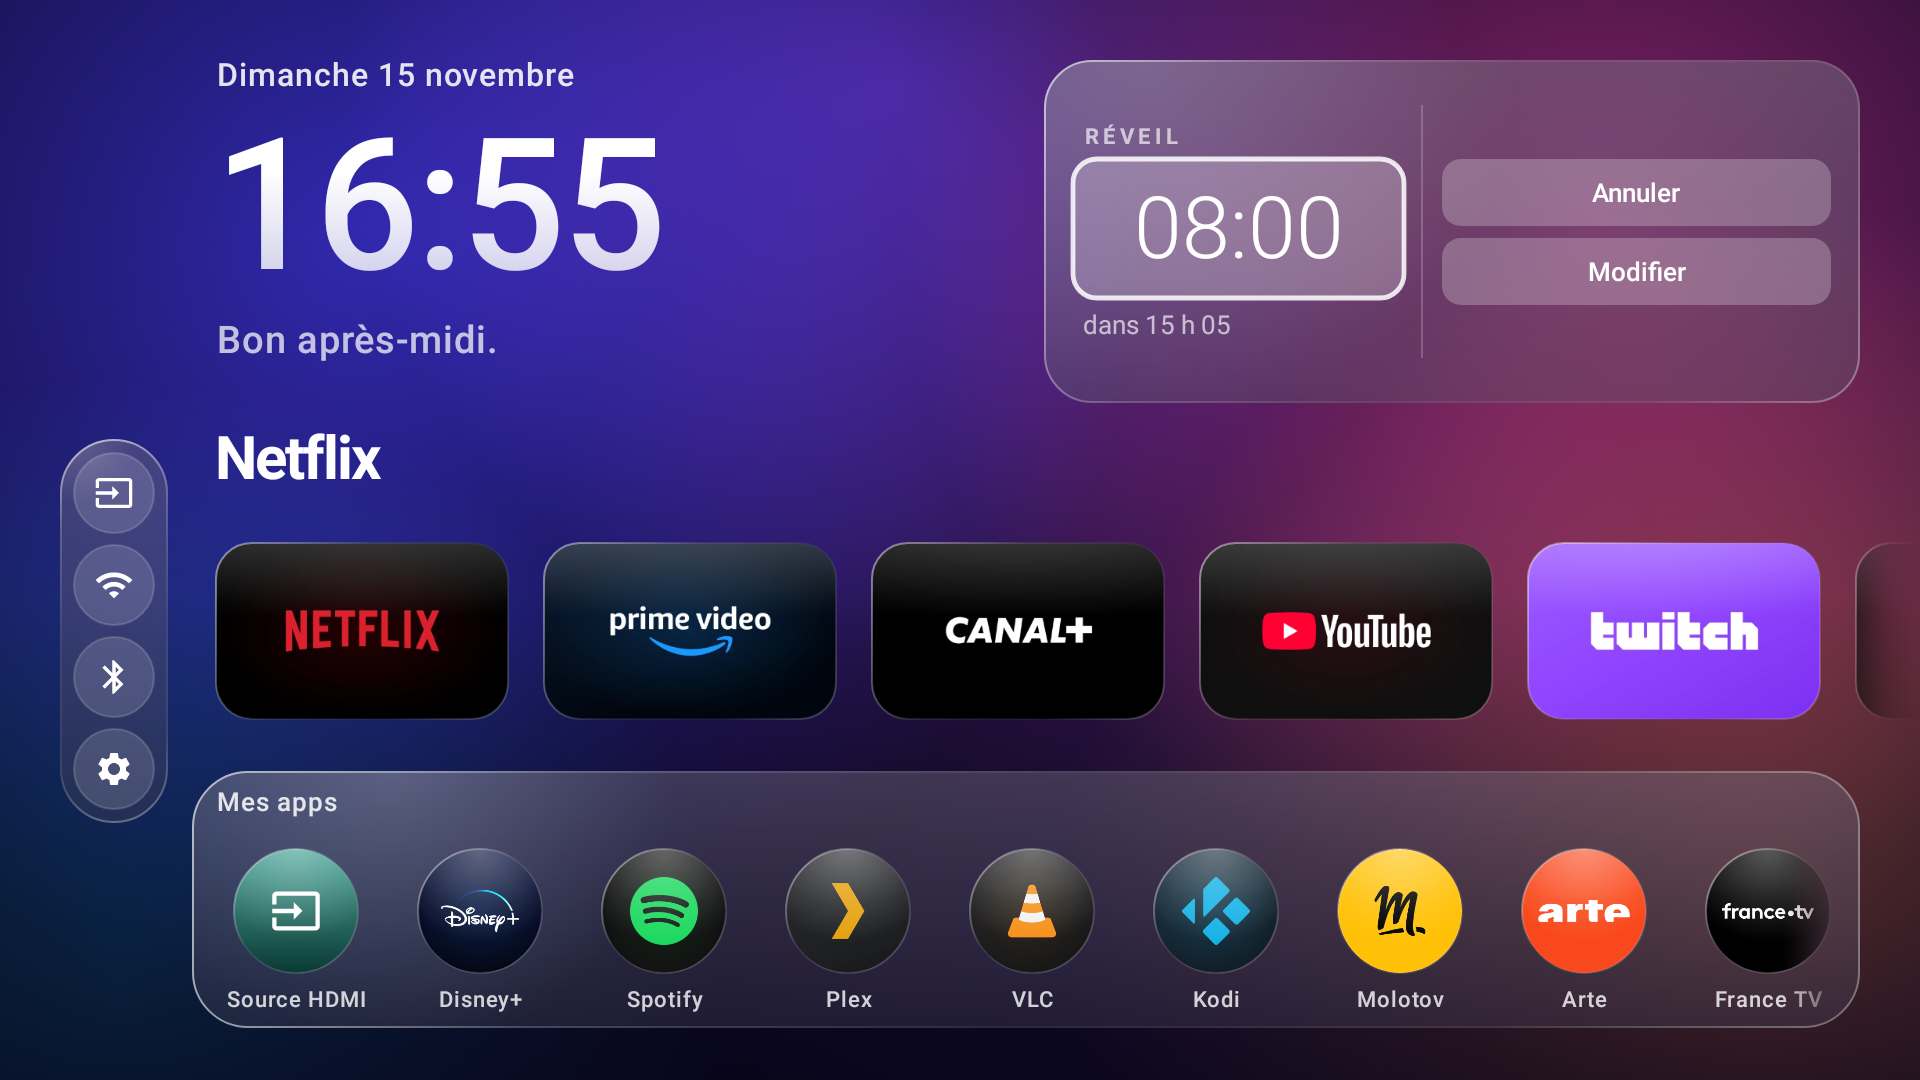 Dimanche 15 novembre
16:55
Bon après-midi.
RÉVEIL
08:00
dans 15 h 05
Annuler
Modifier
Netflix
NETFLIX
prime video
CANAL+
YouTube
twitch
Mes apps
Disney+
M.
arte
france•tv
Source HDMI
Disney+
Spotify
Plex
VLC
Kodi
Molotov
Arte
France TV